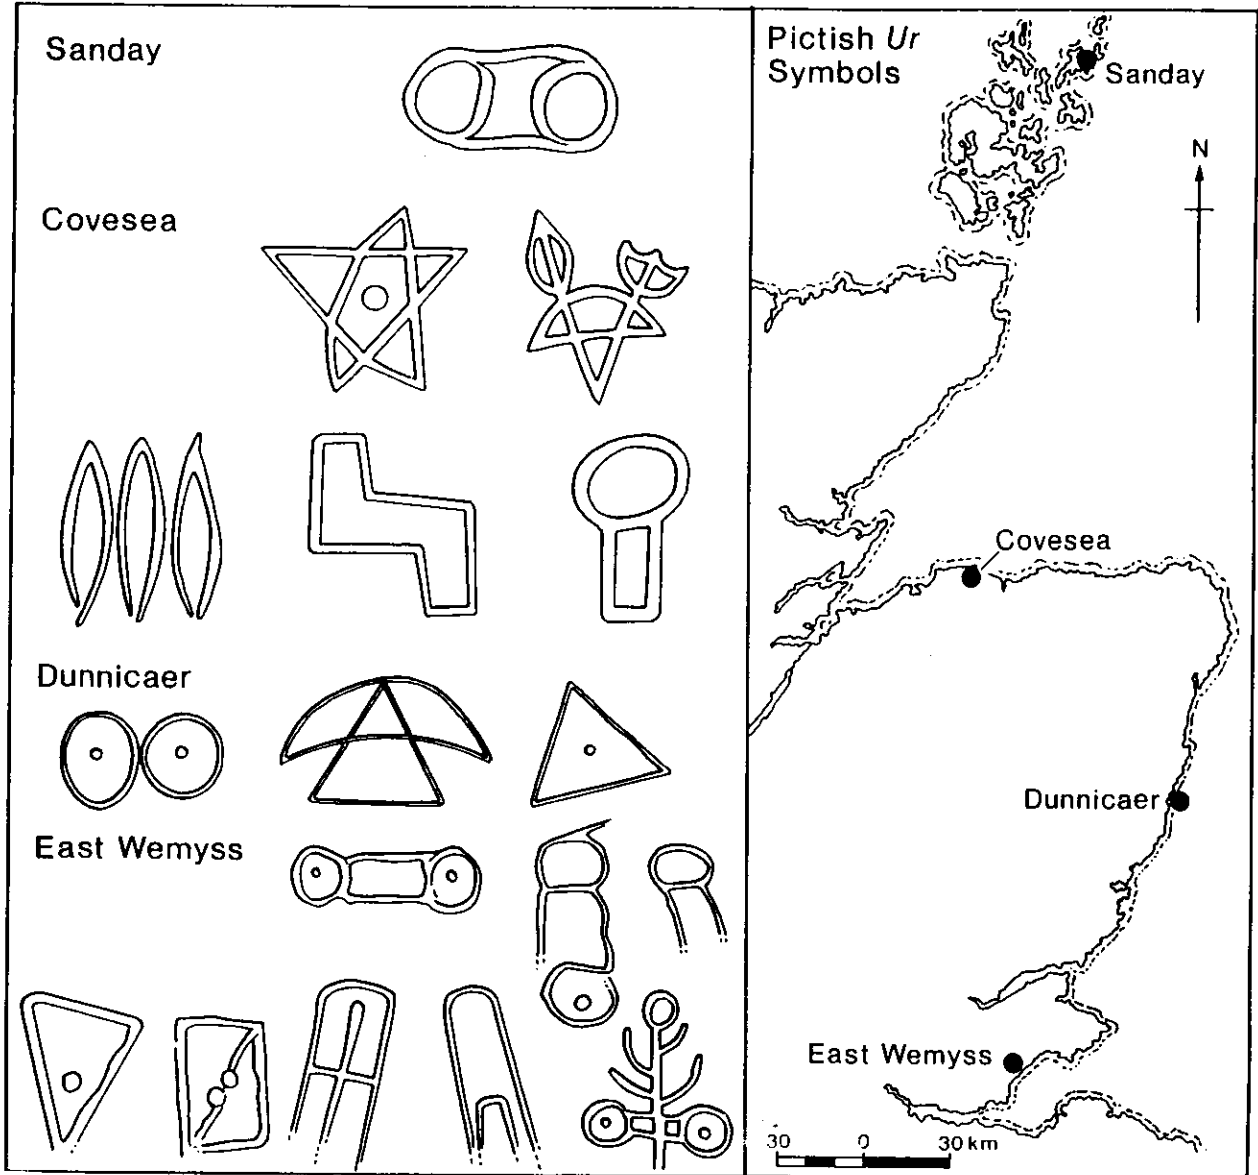 Sanday
Covesea
Dunnicaer
East Wemyss
Pictish Ur
Symbols
Sanday
N
Covesea
Dunnicaer
East Wemyss
30 0 30 km